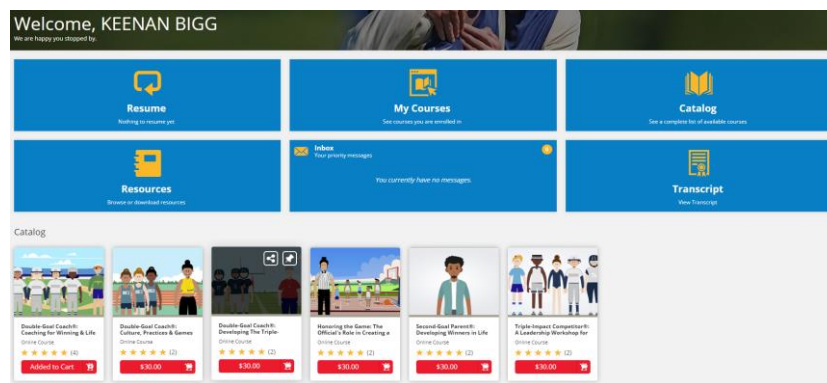 Welcome, KEENAN BIGG
We are happy you stopped by.
Resume
Nothing to resume yet
My Courses
See courses you are enrolled in
Catalog
See a complete list of available courses
Resources
Browse or download resources
Inbox
Your priority messages
You currently have no messages.
Transcript
View Transcript
Catalog
Double-Goal Coach®:
Coaching for Winning & Life
Online Course
(4)
Added to Cart
Double-Goal Coach®:
Culture, Practices & Games
Online Course
(2)
$30.00
Double-Goal Coach®:
Developing The Triple-
Online Course
(2)
$30.00
Honoring the Game: The
Official's Role in Creating a
Online Course
(2)
$30.00
Second-Goal Parent®:
Developing Winners in Life
Online Course
(2)
$30.00
Triple-Impact Competitor®:
A Leadership Workshop for
Online Course
(2)
$30.00